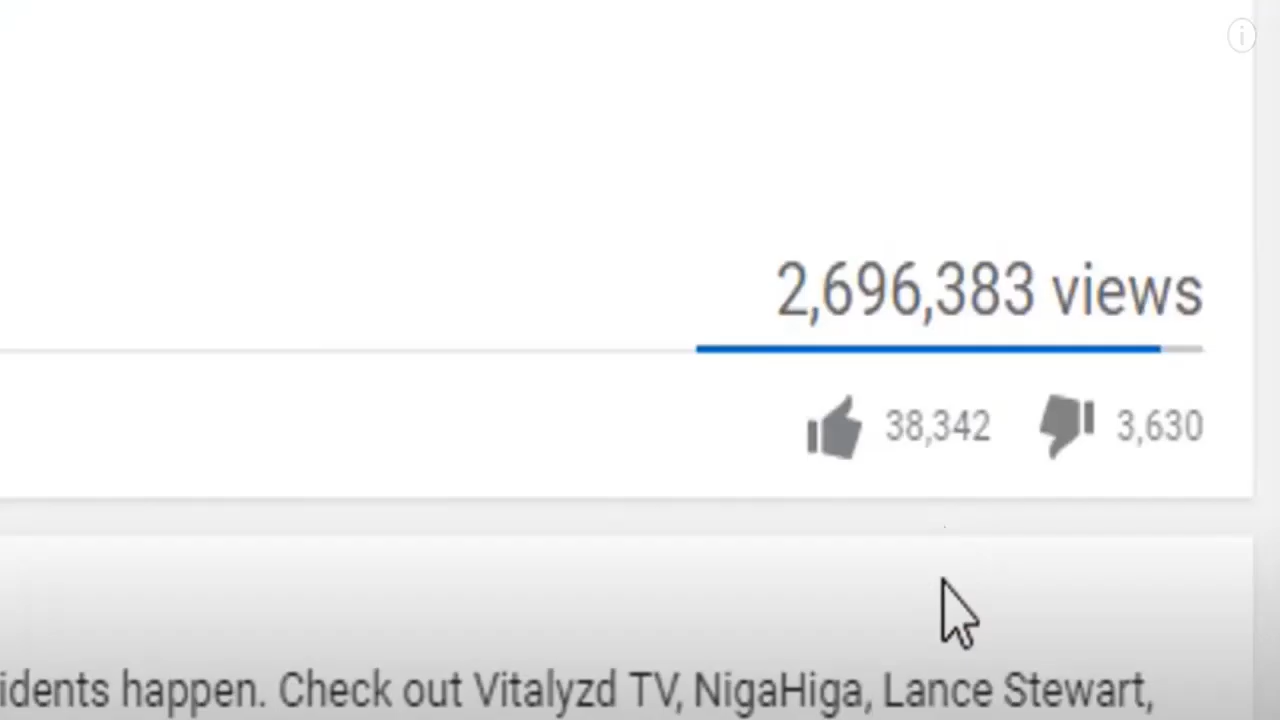 2,696,383 views
38,342 3,630
idents happen. Check out Vitalyzd TV, NigaHiga, Lance Stewart,